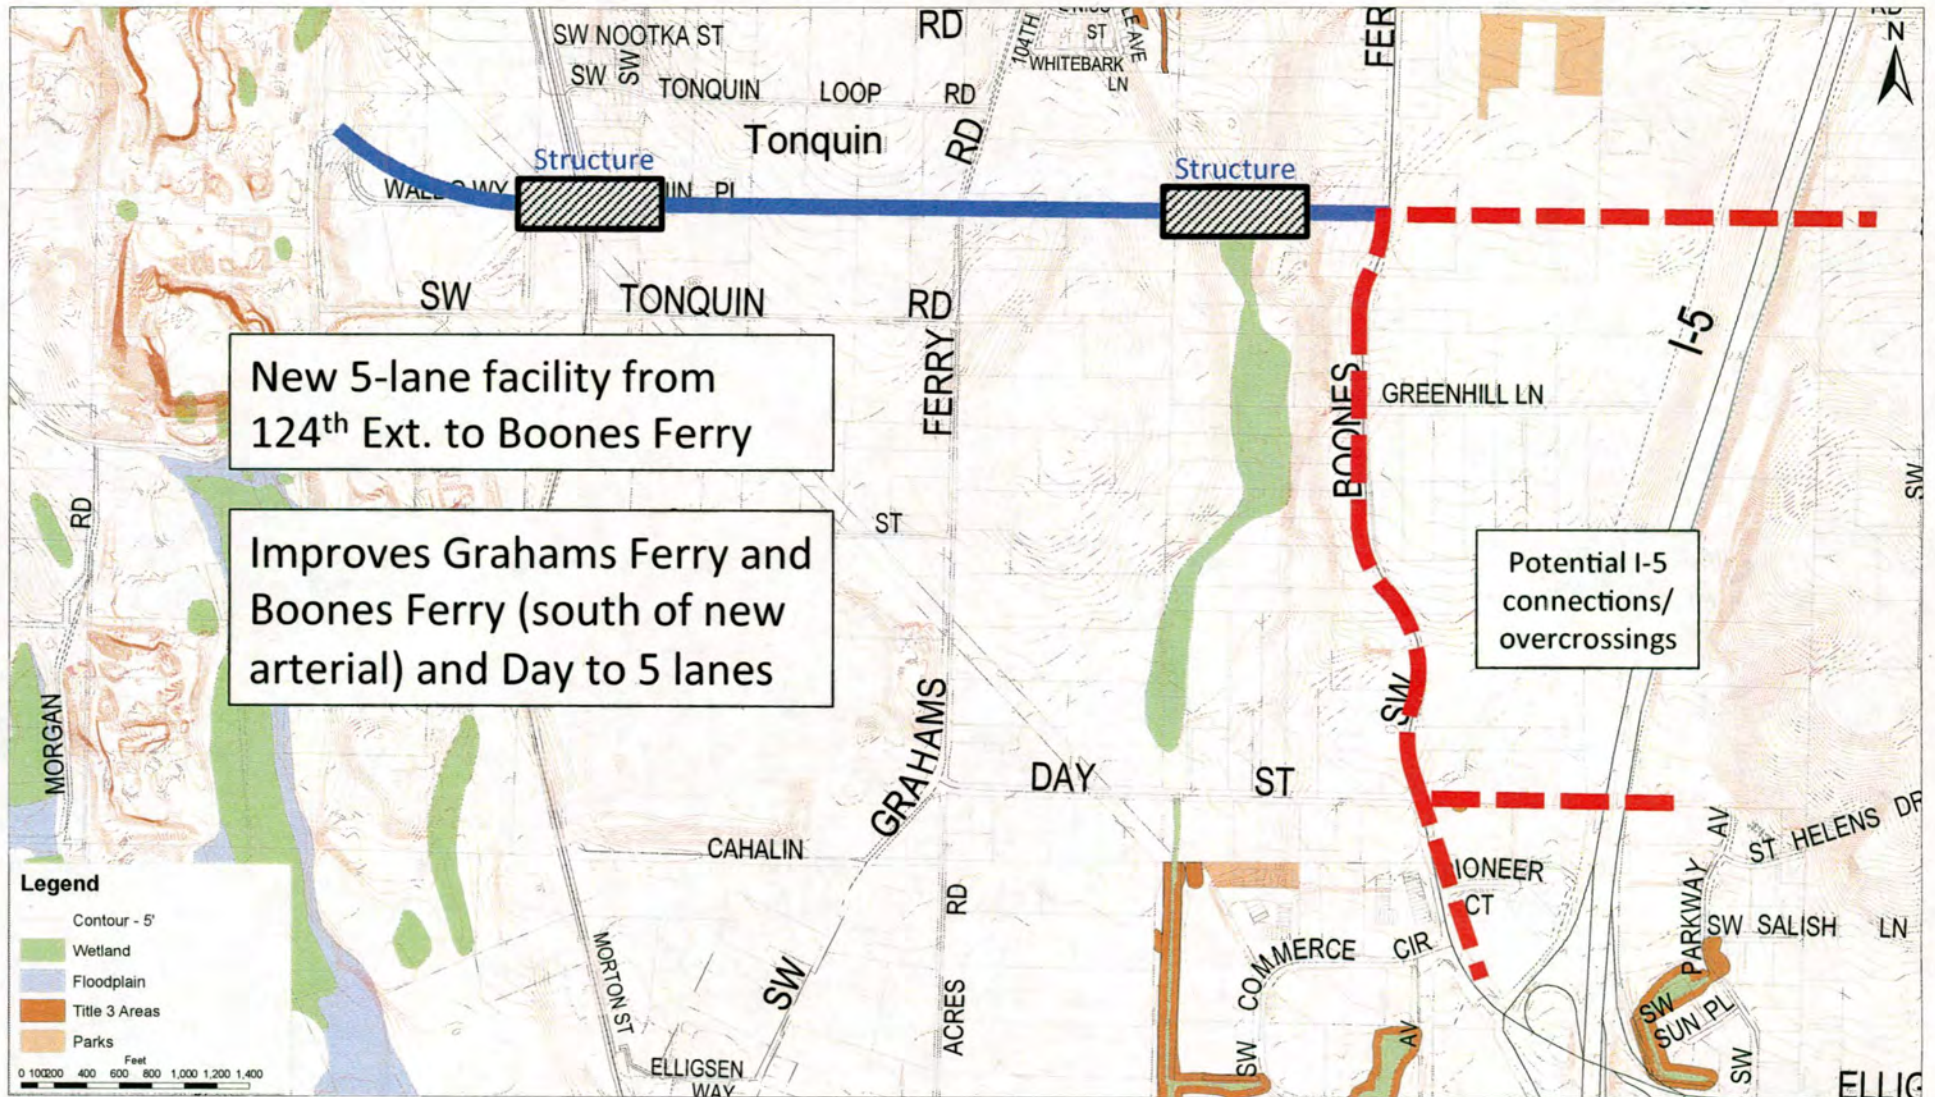 RD
104TH
ST
LE AVE
FER
RD
N
SW NOOTKA ST
SW
SW
WHITEBARK
LN
TONQUIN LOOP RD
Tonquin
RD
Structure
Structure
SW TONQUIN RD
I-5
New 5-lane facility from
124th Ext. to Boones Ferry
FERRY
BOONES
GREENHILL LN
SW
RD
ST
Improves Grahams Ferry and
Boones Ferry (south of new
arterial) and Day to 5 lanes
Potential I-5
connections/
overcrossings
MORGAN
GRAHAMS
SW
DAY ST
CAHALIN
AV
ST HELENS DR
PARKWAY
IONEER
CT
SW SALISH LN
RD
COMMERCE CIR
MORTON ST
SW
ACRES
SW
AV
SW
SUN PL
SW
ELLIGSEN
WAY
ELLIG
Legend
Contour - 5'
Wetland
Floodplain
Title 3 Areas
Parks
Feet
0 100200 400 600 800 1,000 1,200 1,400